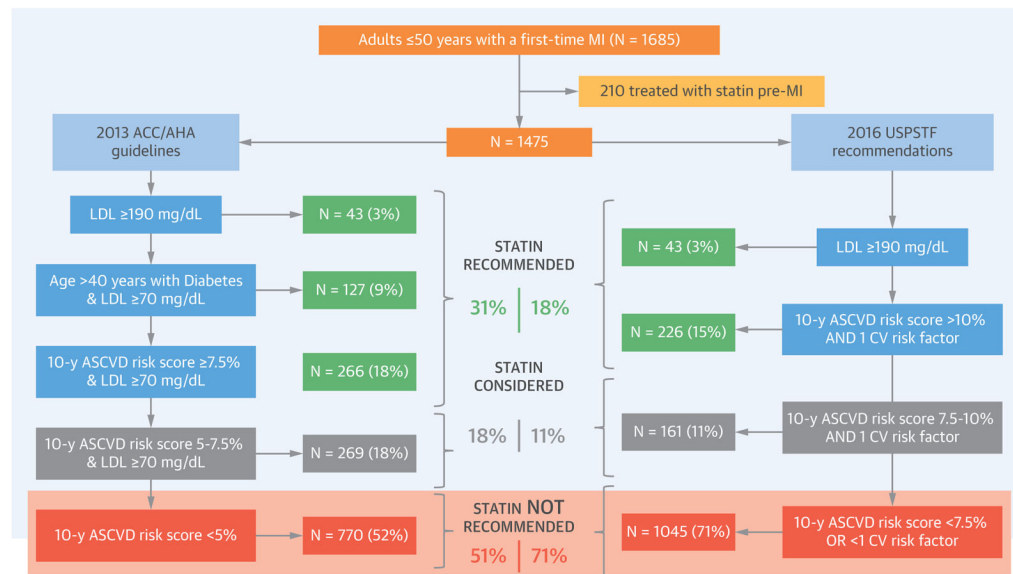 Adults ≤50 years with a first-time MI (N = 1685)
210 treated with statin pre-MI
N = 1475
2013 ACC/AHA
guidelines
LDL ≥190 mg/dL
N = 43 (3%)
Age >40 years with Diabetes
& LDL ≥70 mg/dL
N = 127 (9%)
10-y ASCVD risk score ≥7.5%
& LDL ≥70 mg/dL
N = 266 (18%)
10-y ASCVD risk score 5-7.5%
& LDL ≥70 mg/dL
N = 269 (18%)
10-y ASCVD risk score <5%
N = 770 (52%)
STATIN
RECOMMENDED
31% 18%
STATIN
CONSIDERED
18% 11%
STATIN NOT
RECOMMENDED
51% 71%
2016 USPSTF
recommendations
N = 43 (3%)
LDL ≥190 mg/dL
N = 226 (15%)
10-y ASCVD risk score >10%
AND 1 CV risk factor
N = 161 (11%)
10-y ASCVD risk score 7.5-10%
AND 1 CV risk factor
N = 1045 (71%)
10-y ASCVD risk score <7.5%
OR <1 CV risk factor